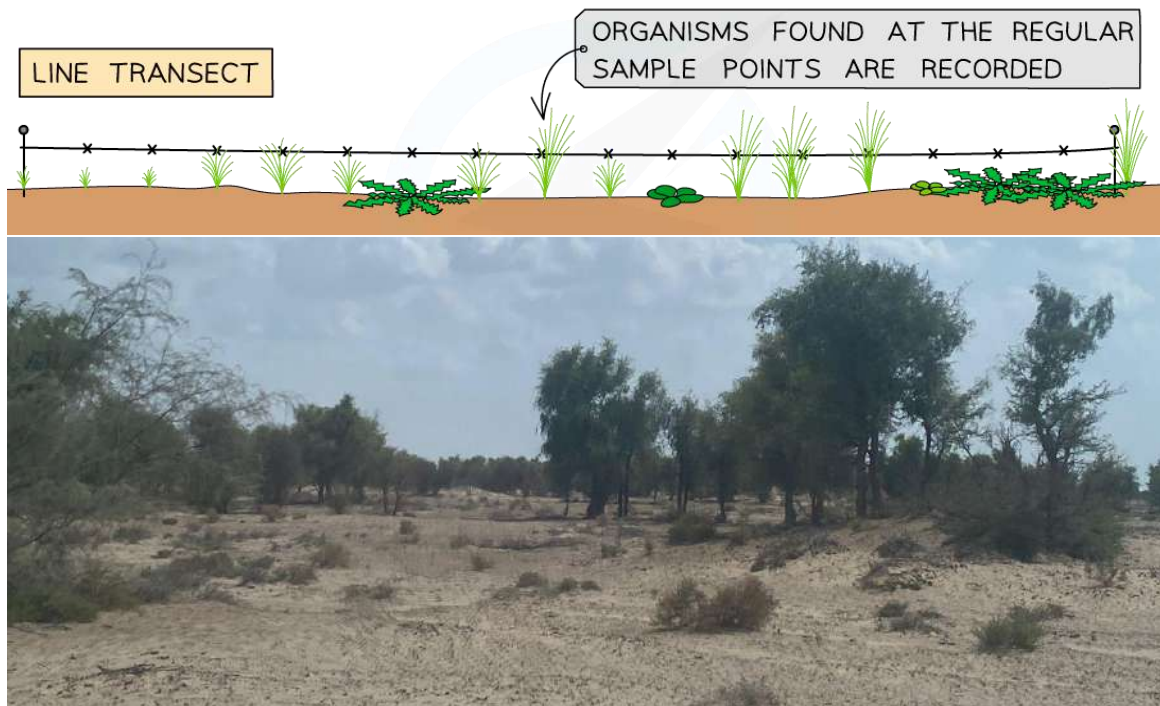 LINE TRANSECT
ORGANISMS FOUND AT THE REGULAR
SAMPLE POINTS ARE RECORDED